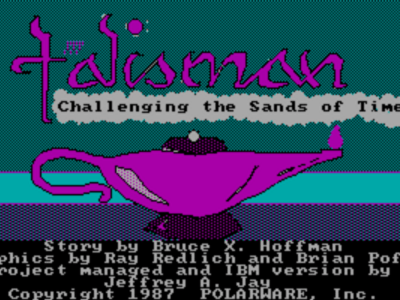 talisman
Challenging the Sands of Time
Story by Bruce X. Hoffman
phics by Ray Redlich and Brian Pof
roject managed and IBM version by
Jeffrey A. Jay
Copyright 1987 POLARWARE, Inc.